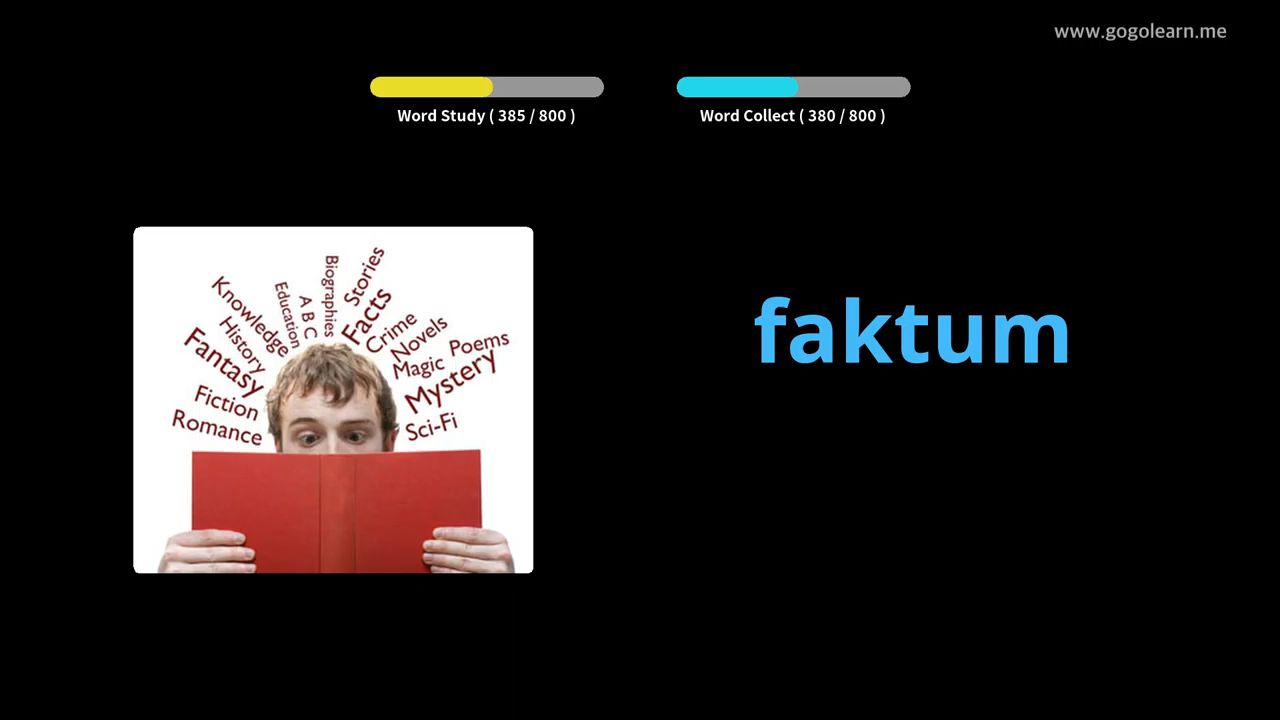 www.gogolearn.me
Word Study ( 385 / 800 )
Word Collect ( 380 / 800 )
faktum
Biographies
Stories
Education
A B C
Facts
Knowledge
History
Crime
Novels
Poems
Fantasy
Magic
Mystery
Fiction
Romance
Sci-Fi